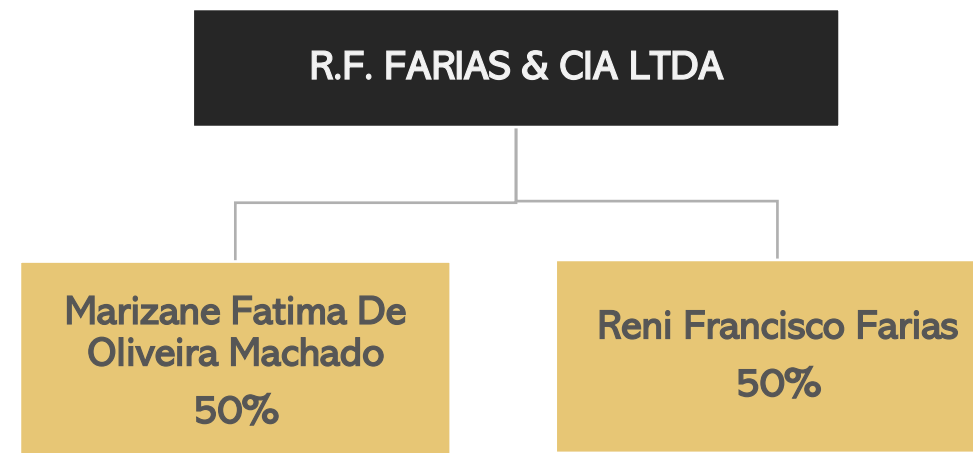 R.F. FARIAS & CIA LTDA
Marizane Fatima De
Oliveira Machado
50%
Reni Francisco Farias
50%